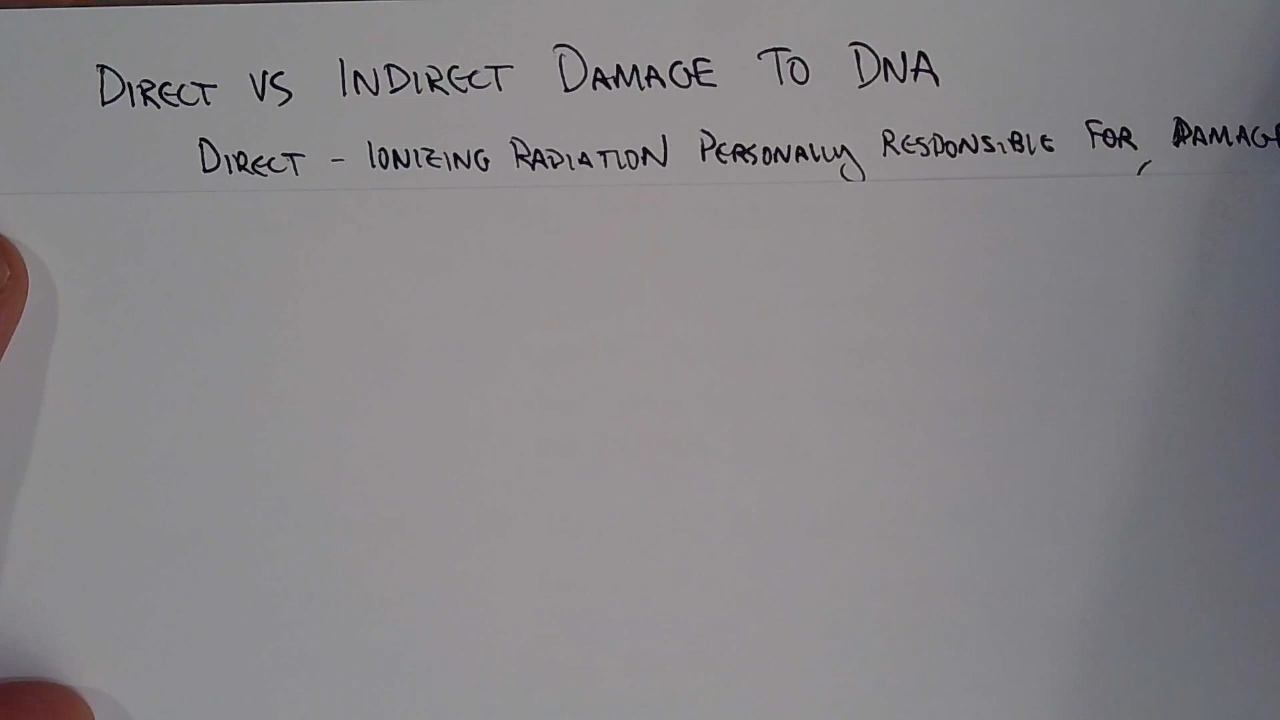 DIRECT VS INDIRECT DAMAGE TO DNA
DIRECT - IONIZING RADIATION PERSONALLY RESPONSIBLE FOR DAMAGE